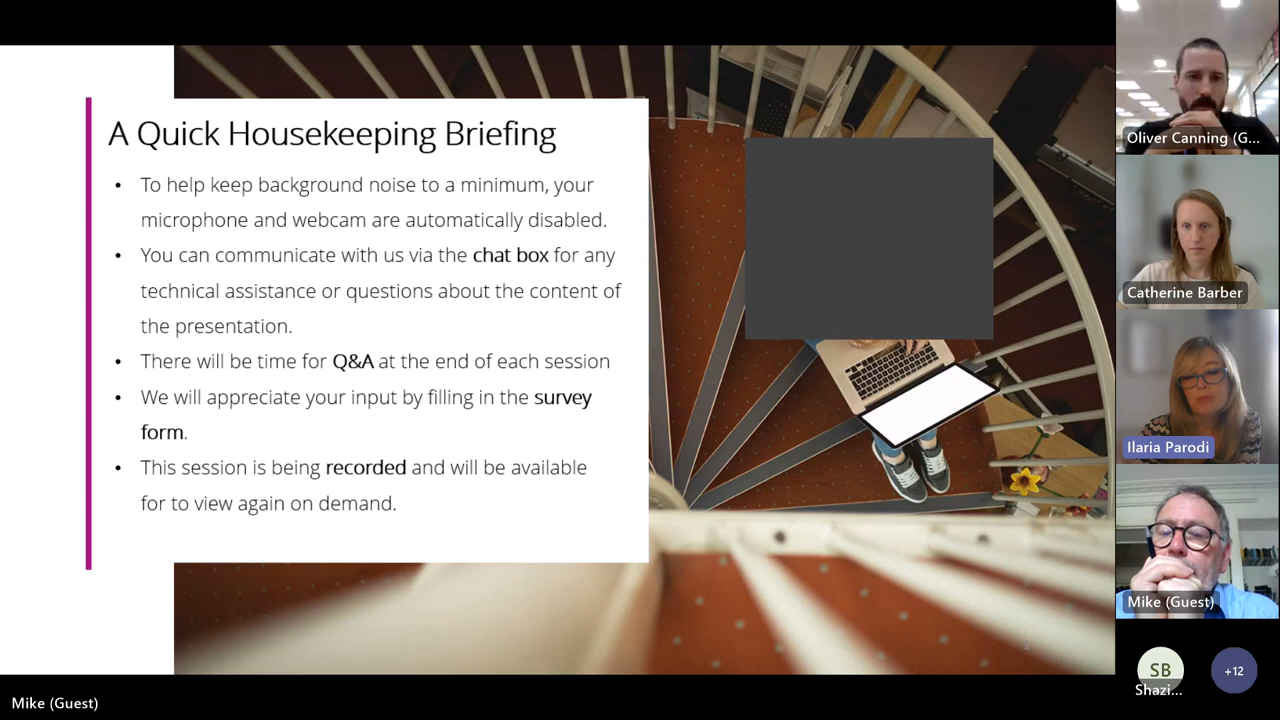 A Quick Housekeeping Briefing
• To help keep background noise to a minimum, your
microphone and webcam are automatically disabled.
• You can communicate with us via the chat box for any
technical assistance or questions about the content of
the presentation.
• There will be time for Q&A at the end of each session
• We will appreciate your input by filling in the survey
form.
• This session is being recorded and will be available
for to view again on demand.
Oliver Canning (G...
Catherine Barber
Ilaria Parodi
Mike (Guest)
SB
Shazi...
+12
Mike (Guest)